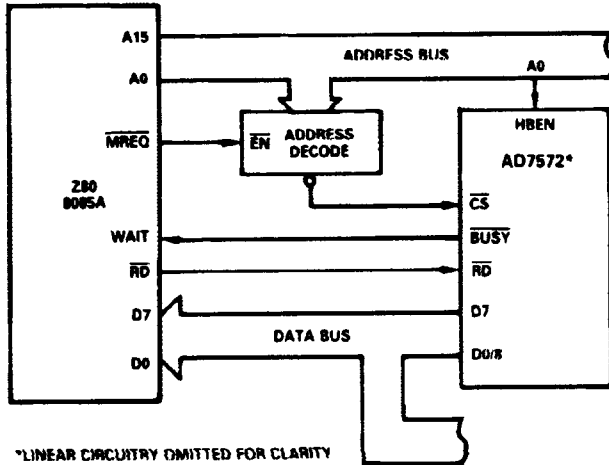 A15
ADDRESS BUS
A0
A0
HBEN
MREQ
EN
ADDRESS
DECODE
AD7572*
Z80
8085A
CS
WAIT
BUSY
RD
RD
D7
D7
DATA BUS
D0
D0/8
*LINEAR CIRCUITRY OMITTED FOR CLARITY